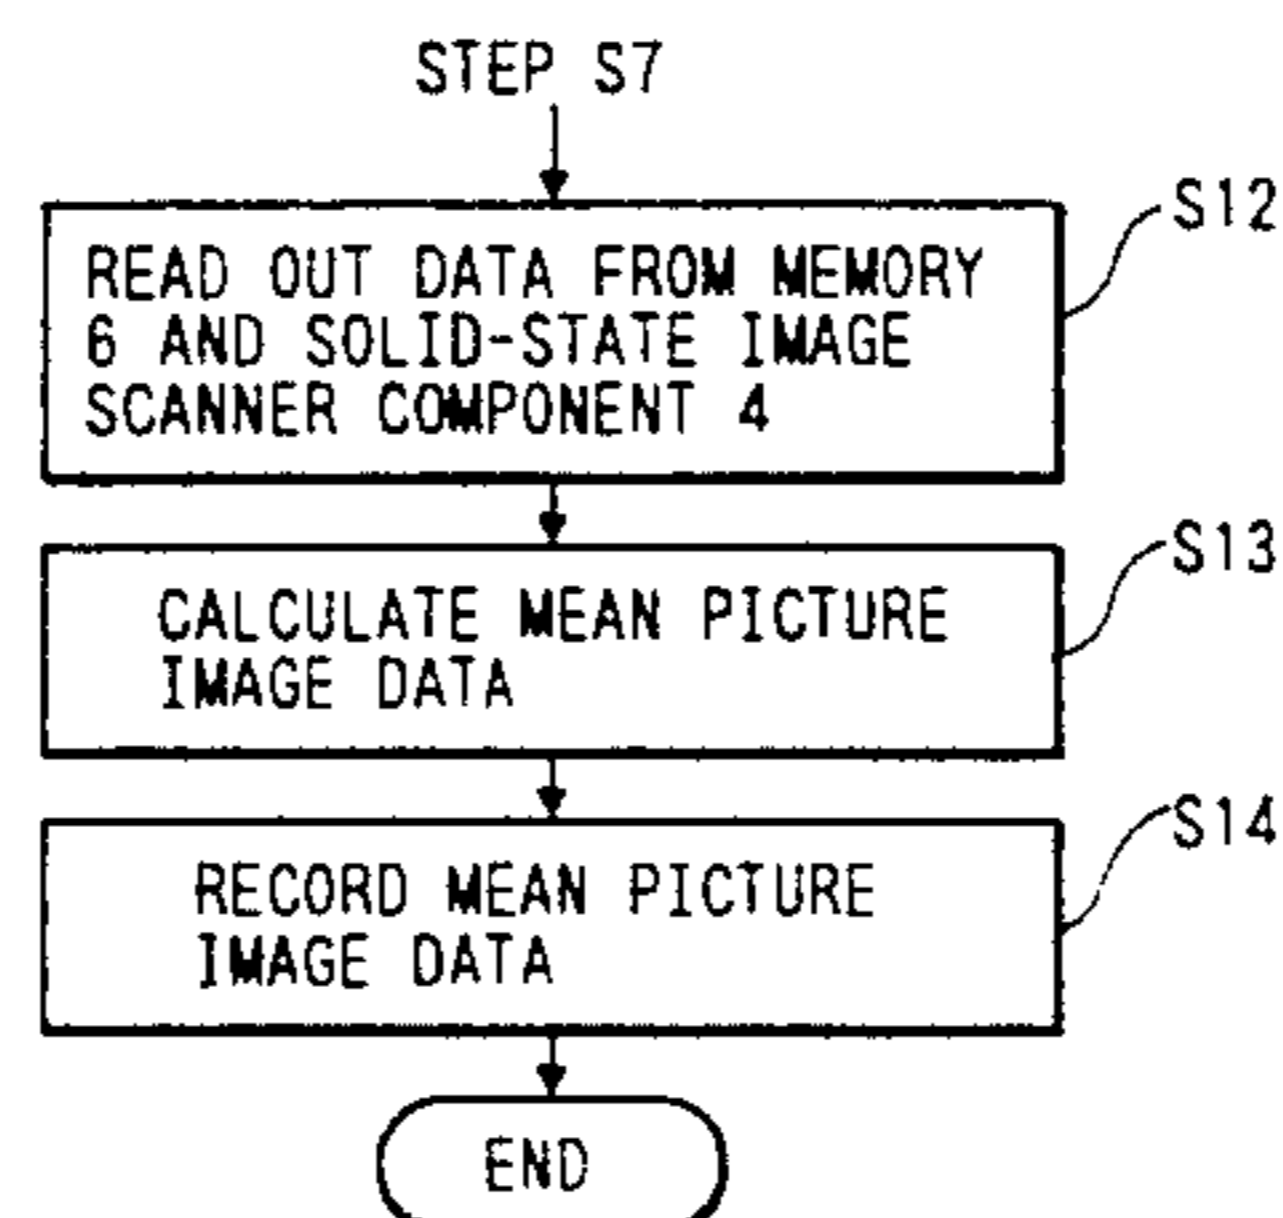 STEP S7
S12
READ OUT DATA FROM MEMORY
6 AND SOLID-STATE IMAGE
SCANNER COMPONENT 4
S13
CALCULATE MEAN PICTURE
IMAGE DATA
S14
RECORD MEAN PICTURE
IMAGE DATA
END